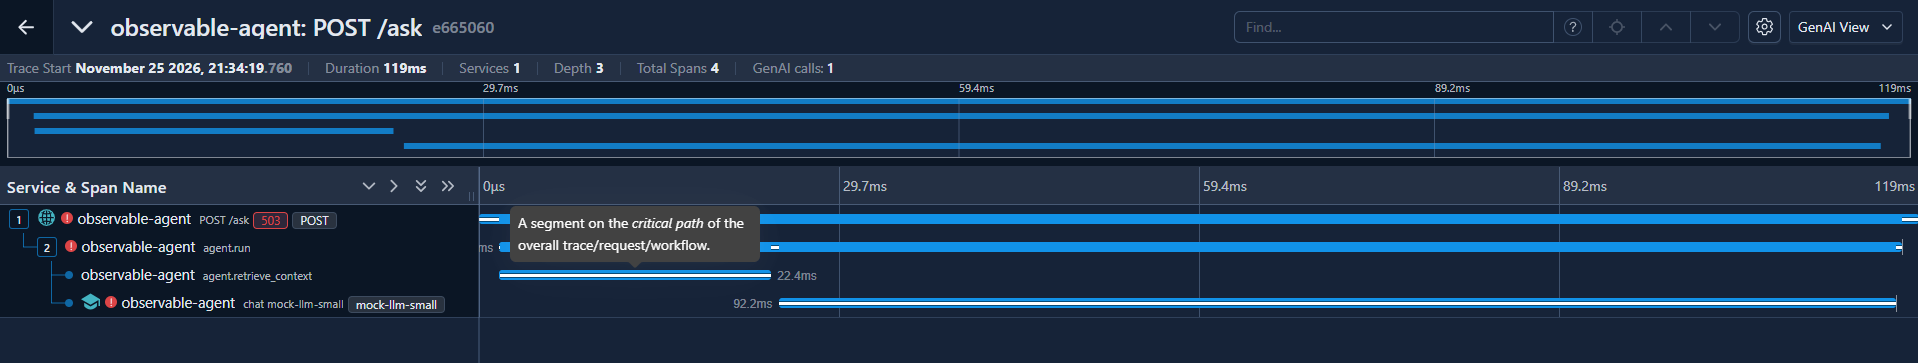 observable-agent: POST /ask e665060
Find...
?
GenAI View
Trace Start November 25 2026, 21:34:19.760 Duration 119ms Services 1 Depth 3 Total Spans 4 GenAI calls: 1
0μs 29.7ms 59.4ms 89.2ms 119ms
Service & Span Name
0μs 29.7ms 59.4ms 89.2ms 119ms
1 observable-agent POST /ask 503 POST
A segment on the critical path of the
overall trace/request/workflow.
2 observable-agent agent.run
ms
observable-agent agent.retrieve_context
22.4ms
observable-agent chat mock-llm-small mock-llm-small
92.2ms